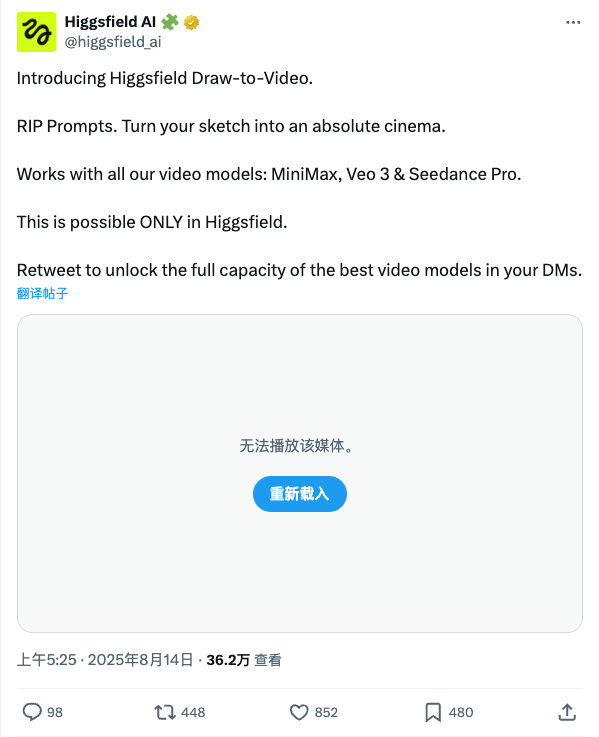 Higgsfield AI
@higgsfield_ai
Introducing Higgsfield Draw-to-Video.
RIP Prompts. Turn your sketch into an absolute cinema.
Works with all our video models: MiniMax, Veo 3 & Seedance Pro.
This is possible ONLY in Higgsfield.
Retweet to unlock the full capacity of the best video models in your DMs.
翻译帖子
无法播放该媒体。
重新载入
上午5:25 · 2025年8月14日 · 36.2万 查看
98 448 852 480